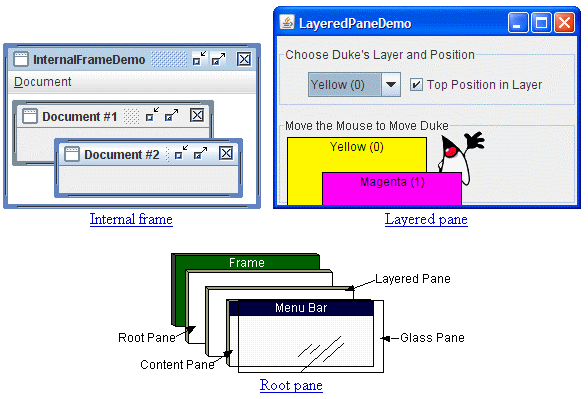 InternalFrameDemo
Document
Document #1
Document #2
Internal frame
LayeredPaneDemo
Choose Duke's Layer and Position
Yellow (0)
Top Position in Layer
Move the Mouse to Move Duke
Yellow (0)
Magenta (1)
Layered pane
Frame
Layered Pane
Menu Bar
Root Pane
Glass Pane
Content Pane
Root pane